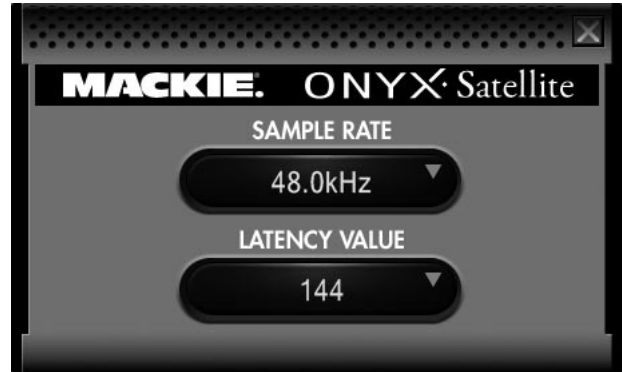 MACKIE. ONYX· Satellite
SAMPLE RATE
48.0kHz
LATENCY VALUE
144